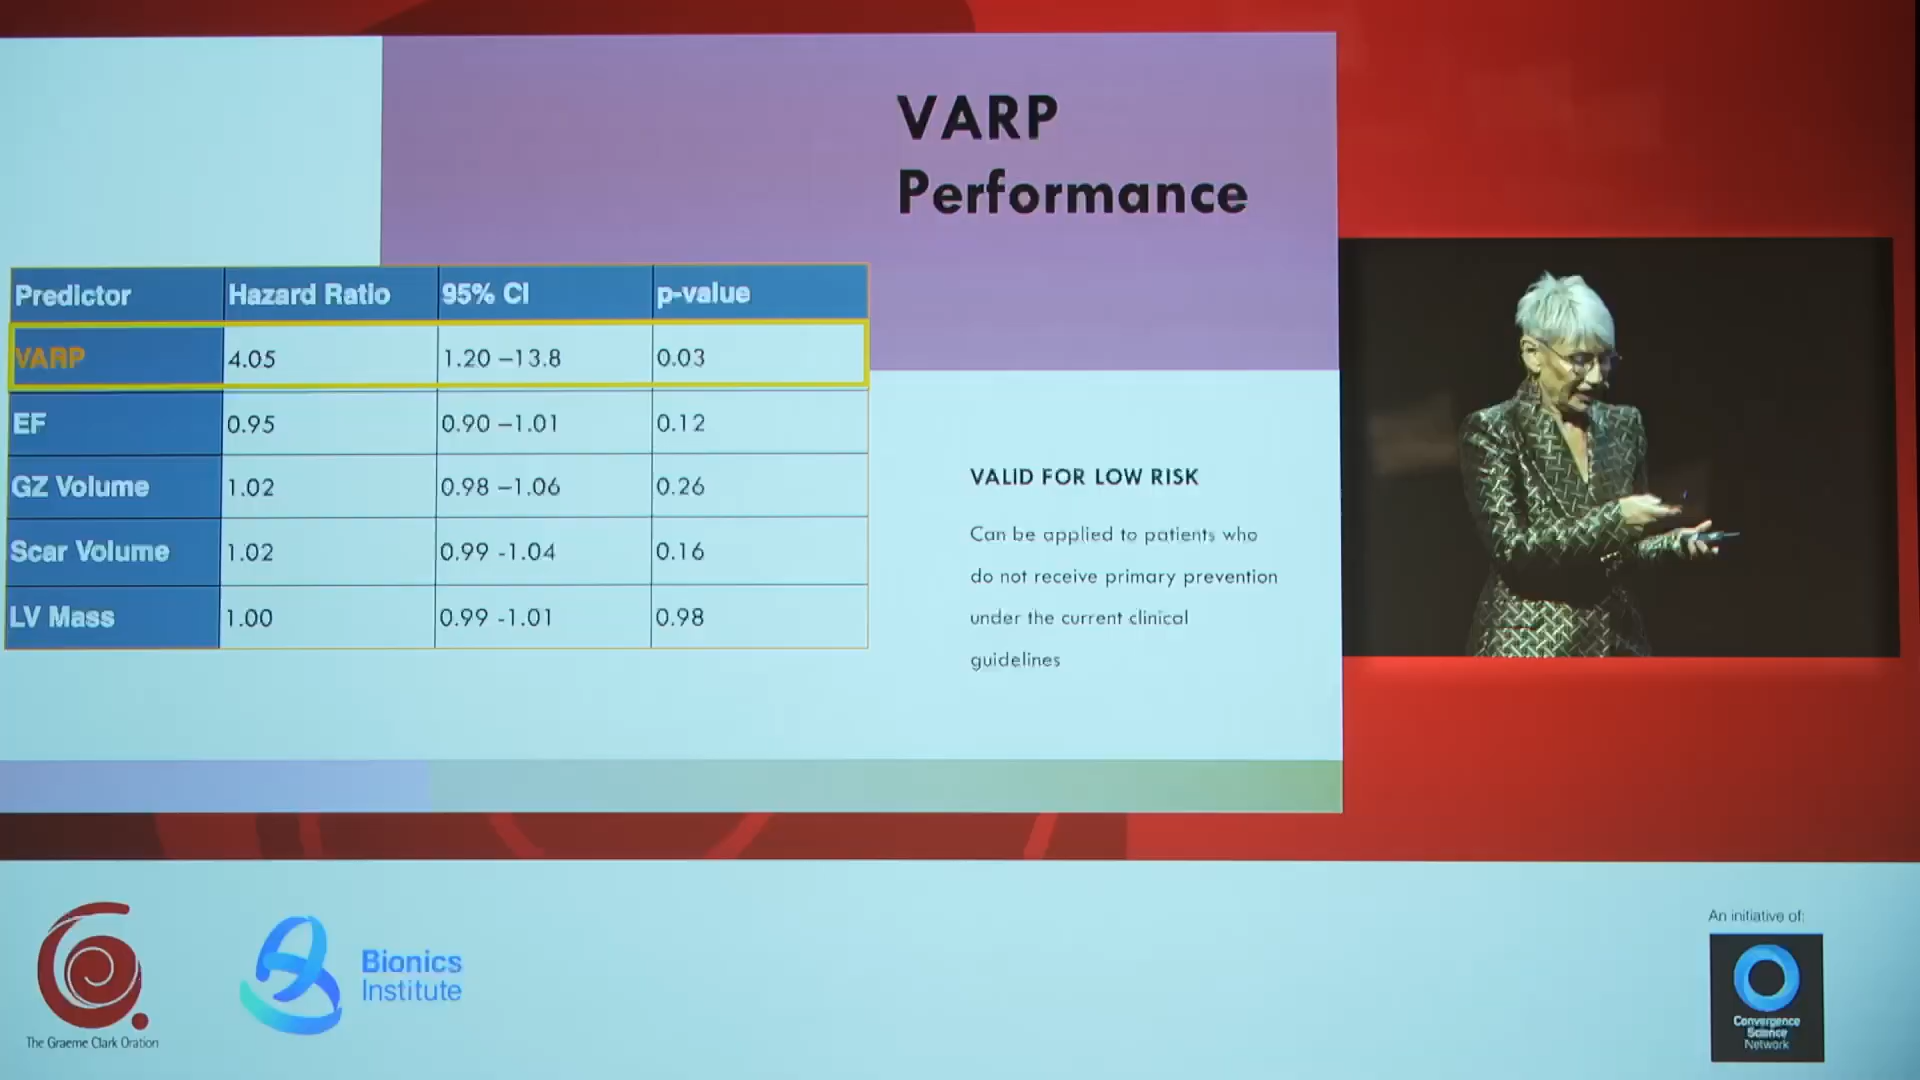 VARP
Performance
Predictor Hazard Ratio 95% CI p-value
VARP 4.05 1.20 –13.8 0.03
EF 0.95 0.90 –1.01 0.12
GZ Volume 1.02 0.98 –1.06 0.26
Scar Volume 1.02 0.99 -1.04 0.16
LV Mass 1.00 0.99 -1.01 0.98
VALID FOR LOW RISK
Can be applied to patients who
do not receive primary prevention
under the current clinical
guidelines
The Graeme Clark Oration
Bionics
Institute
An initiative of:
Convergence
Science
Network